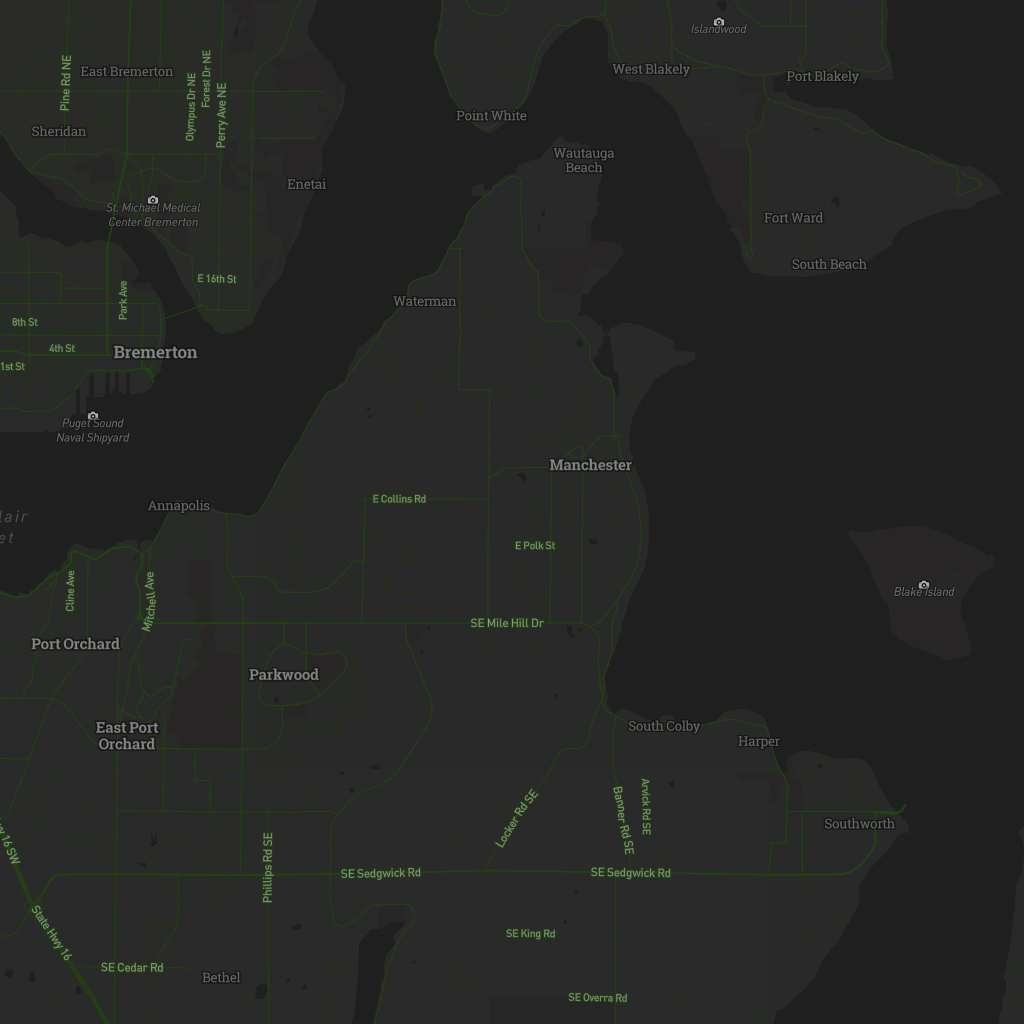 Islandwood
East Bremerton
Pine Rd NE
Olympus Dr NE
Forest Dr NE
Perry Ave NE
West Blakely
Port Blakely
Point White
Sheridan
Wautauga
Beach
Enetai
St. Michael Medical
Center Bremerton
Fort Ward
South Beach
E 16th St
Park Ave
Waterman
8th St
4th St
1st St
Bremerton
Puget Sound
Naval Shipyard
Manchester
E Collins Rd
Annapolis
lair
et
E Polk St
Cline Ave
Mitchell Ave
Blake Island
SE Mile Hill Dr
Port Orchard
Parkwood
East Port
Orchard
South Colby
Harper
Arvick Rd SE
Banner Rd SE
Locker Rd SE
Southworth
wy 16 SW
Phillips Rd SE
SE Sedgwick Rd
SE Sedgwick Rd
State Hwy 16
SE King Rd
SE Cedar Rd
Bethel
SE Overra Rd